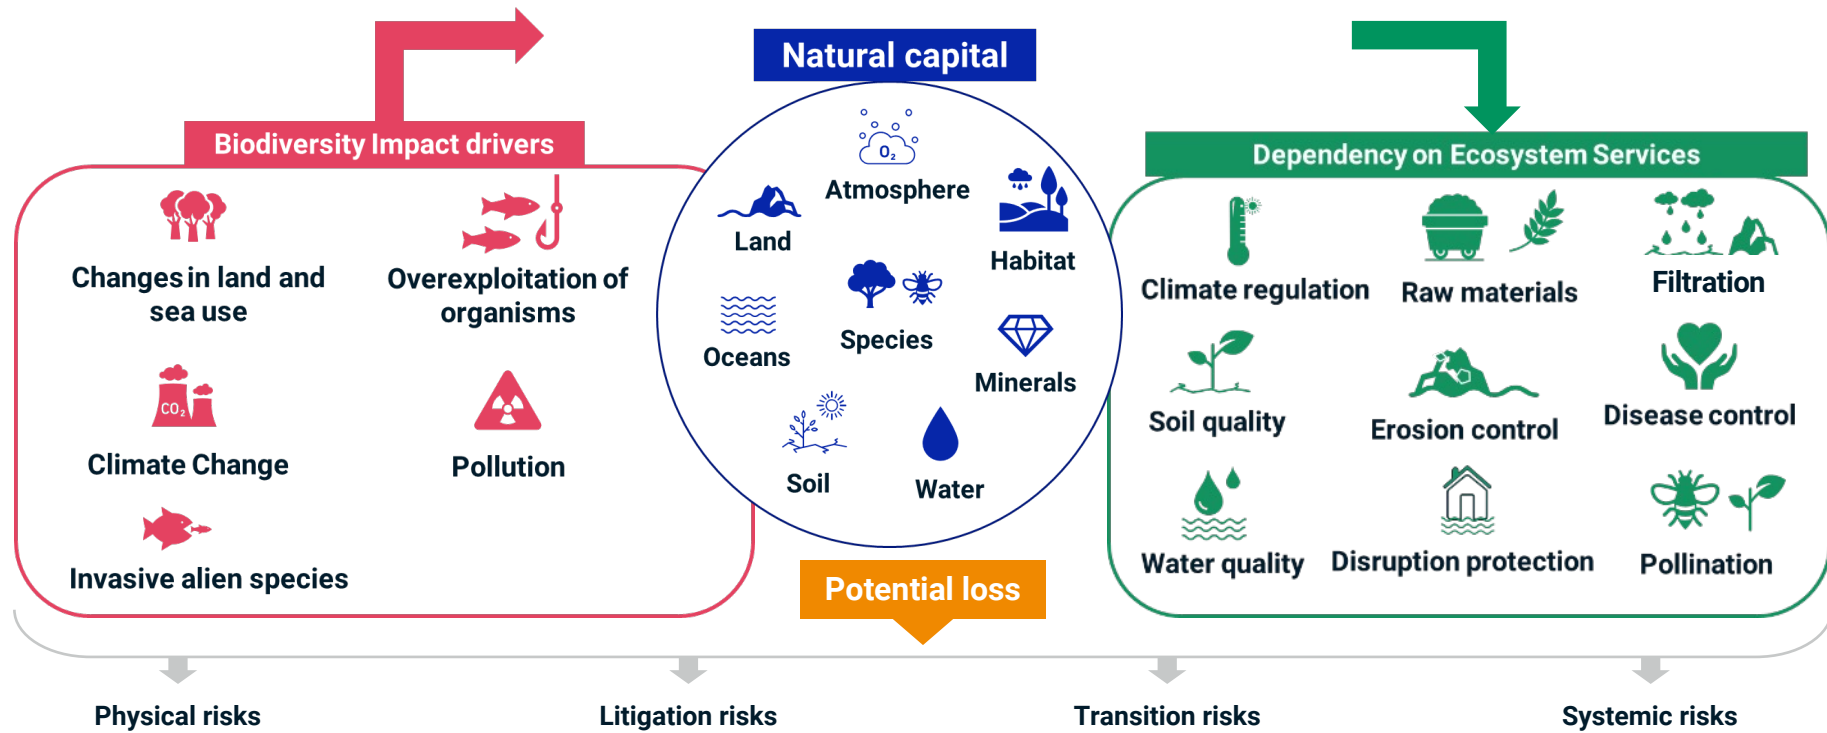 Natural capital
Biodiversity Impact drivers
Changes in land and
sea use
Overexploitation of
organisms
CO₂
Climate Change
Pollution
Invasive alien species
O₂
Atmosphere
Land
Habitat
Species
Oceans
Minerals
Soil
Water
Dependency on Ecosystem Services
Climate regulation
Raw materials
Filtration
Soil quality
Erosion control
Disease control
Water quality
Disruption protection
Pollination
Potential loss
Physical risks
Litigation risks
Transition risks
Systemic risks